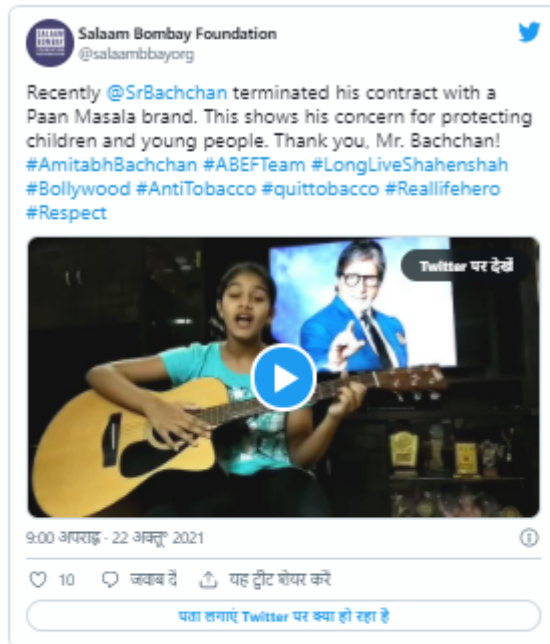 Salaam Bombay Foundation
@salaambbayorg
Recently @SrBachchan terminated his contract with a
Paan Masala brand. This shows his concern for protecting
children and young people. Thank you, Mr. Bachchan!
#AmitabhBachchan #ABEFTeam #LongLiveShahenshah
#Bollywood #AntiTobacco #quittobacco #Reallifehero
#Respect
Twitter पर देखें
9:00 अपराह्न · 22 अक्तू॰ 2021
10 जवाब दें यह ट्वीट शेयर करें
पता लगाएं Twitter पर क्या हो रहा है